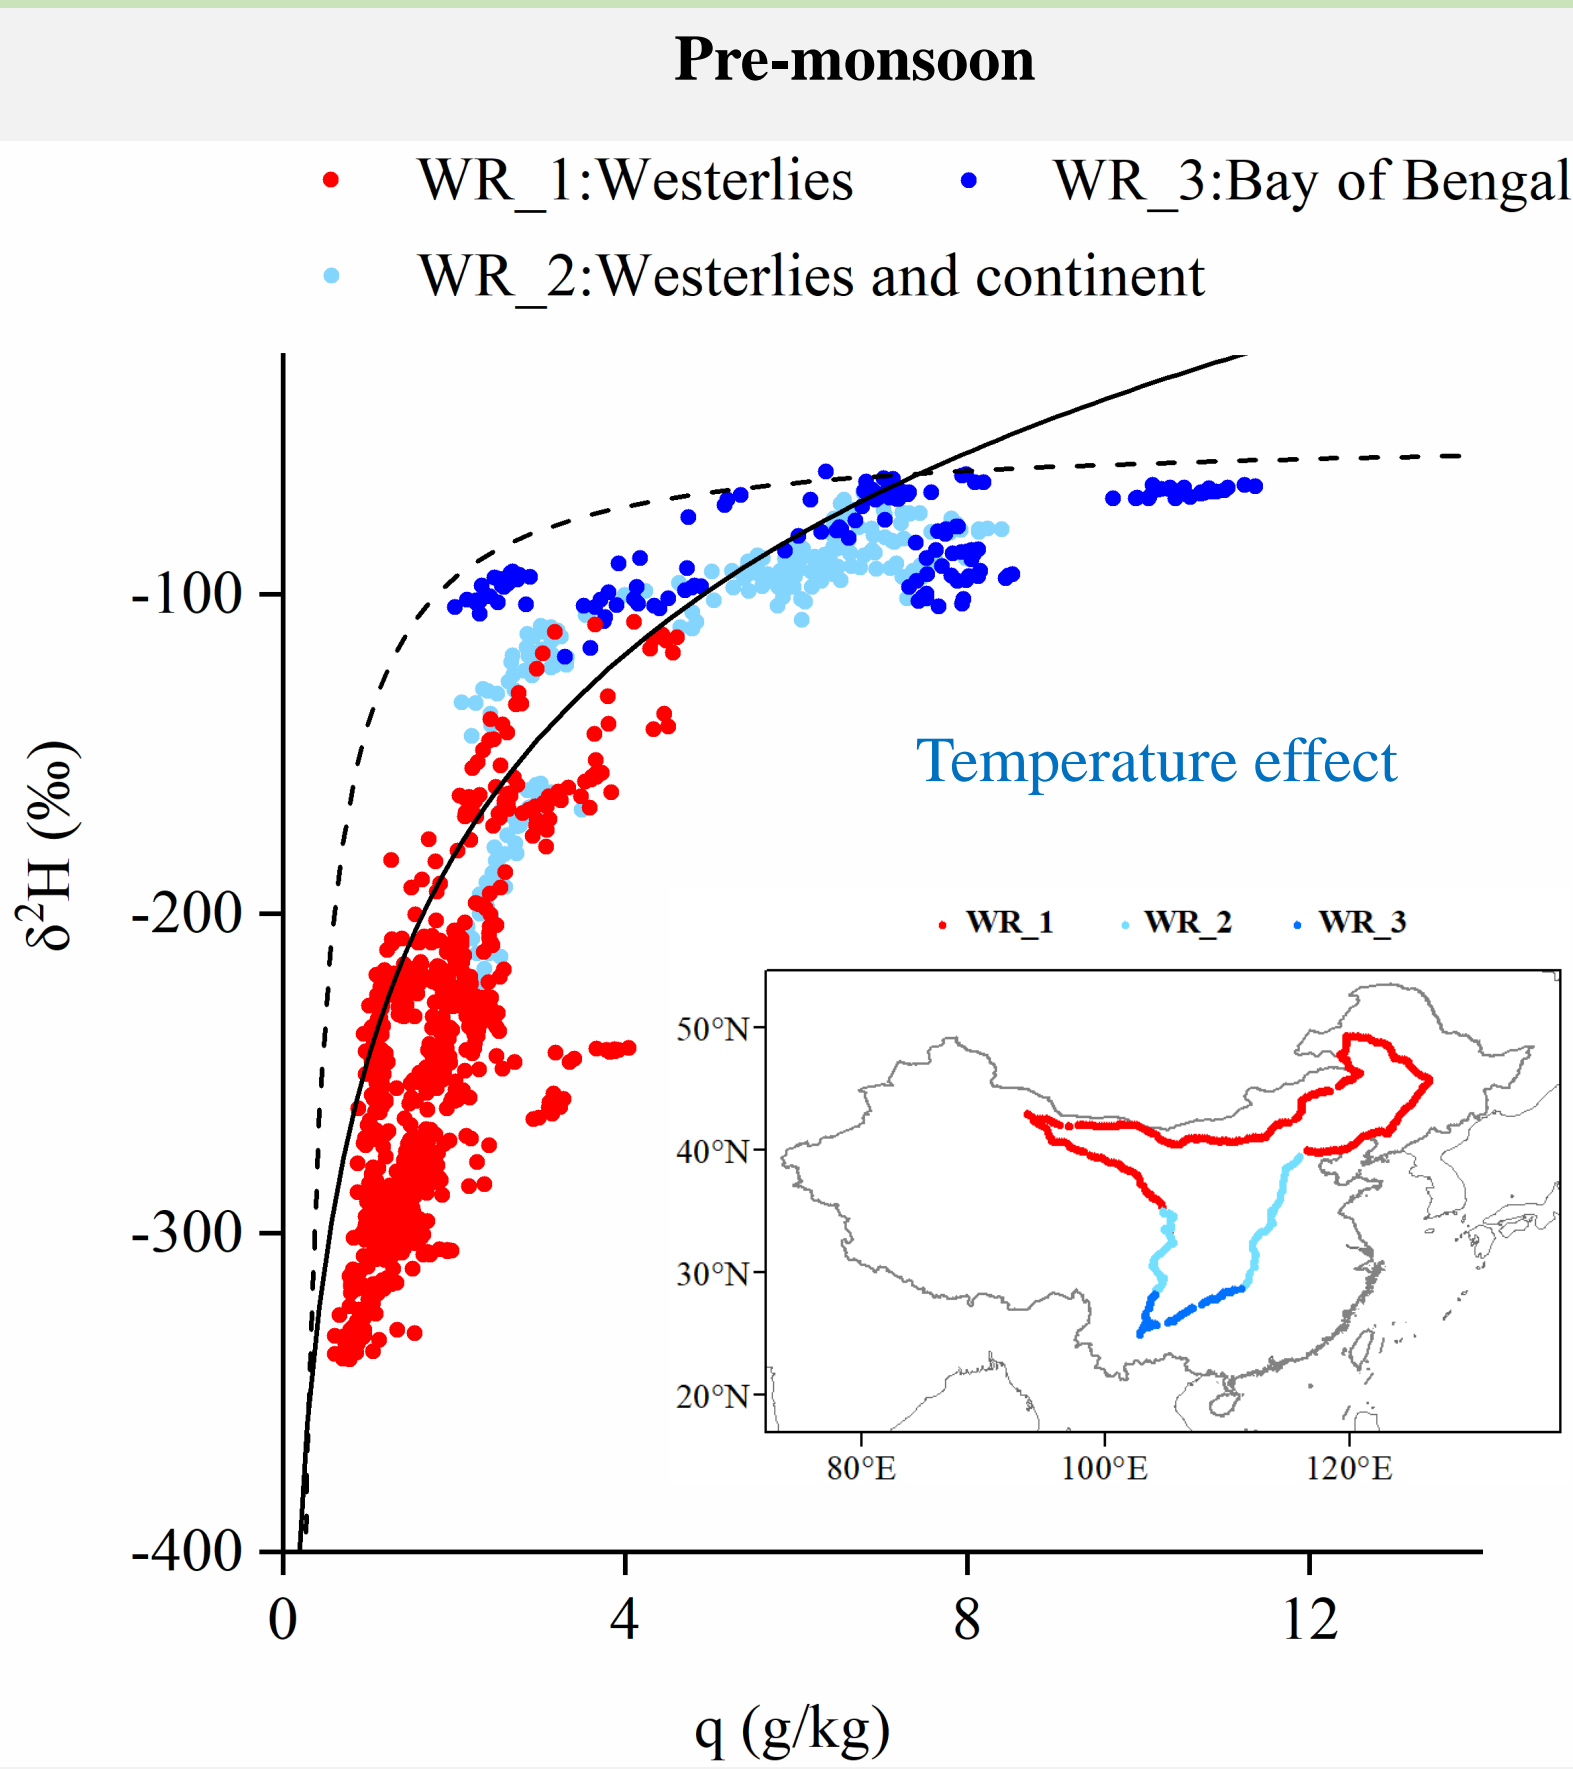 Pre-monsoon
WR_1:Westerlies
WR_3:Bay of Bengal
WR_2:Westerlies and continent
-100
-200
-300
-400
δ²H (‰)
0
4
8
12
q (g/kg)
Temperature effect
WR_1
WR_2
WR_3
50°N
40°N
30°N
20°N
80°E
100°E
120°E